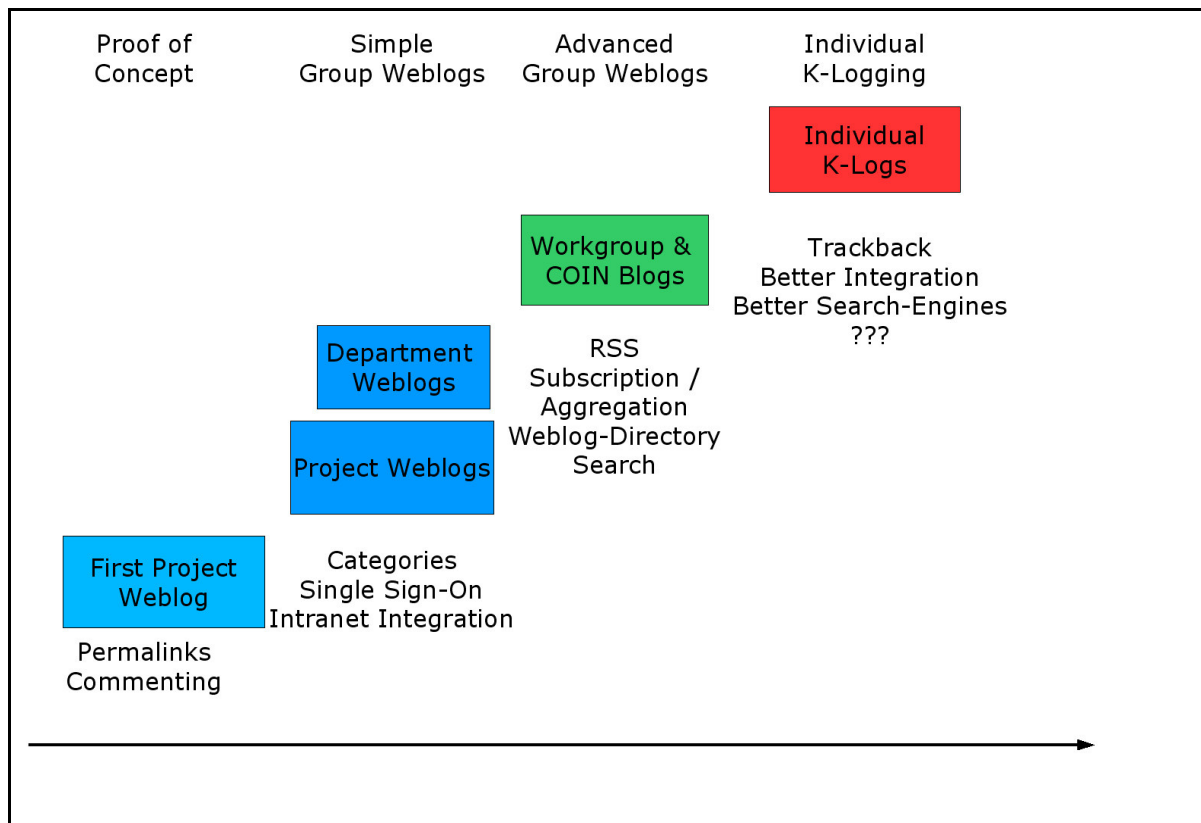 Proof of
Concept
Simple
Group Weblogs
Advanced
Group Weblogs
Individual
K-Logging
Individual
K-Logs
Workgroup &
COIN Blogs
Trackback
Better Integration
Better Search-Engines
???
Department
Weblogs
RSS
Subscription /
Aggregation
Weblog-Directory
Search
Project Weblogs
First Project
Weblog
Categories
Single Sign-On
Intranet Integration
Permalinks
Commenting